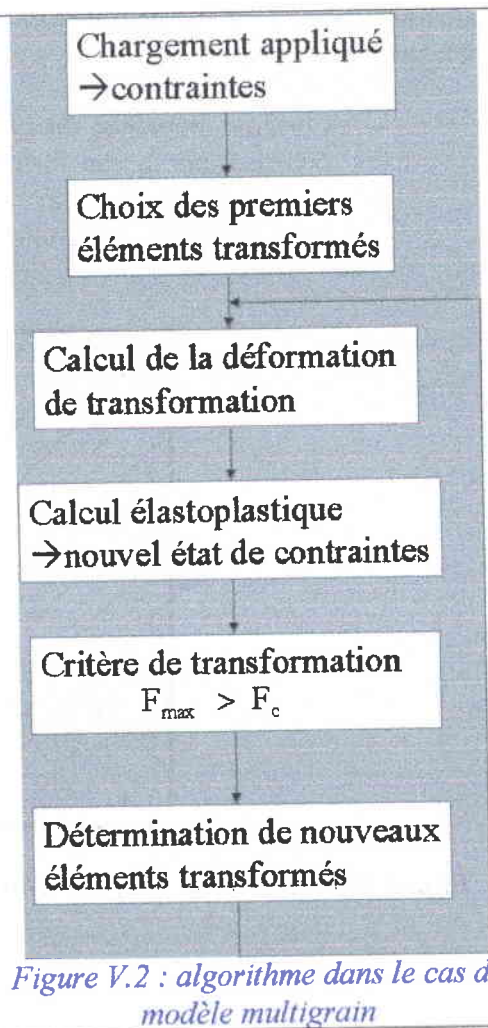 Chargement appliqué
→contraintes
Choix des premiers
éléments transformés
Calcul de la déformation
de transformation
Calcul élastoplastique
→nouvel état de contraintes
Critère de transformation
F_max > F_c
Détermination de nouveaux
éléments transformés
Figure V.2 : algorithme dans le cas d
modèle multigrain